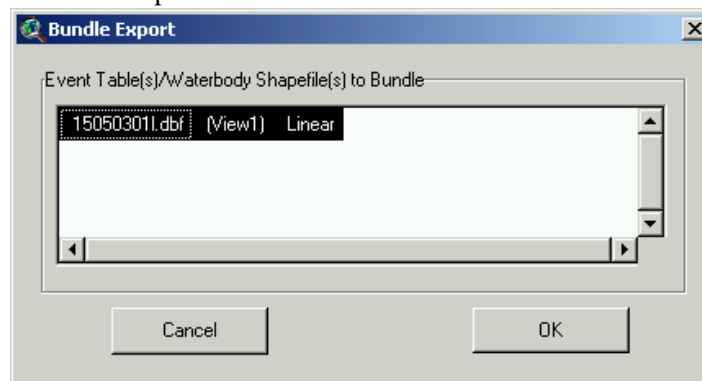 Bundle Export
Event Table(s)/Waterbody Shapefile(s) to Bundle
15050301l.dbf (View1) Linear
Cancel OK